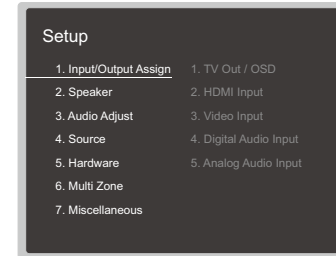 Setup
1. Input/Output Assign
2. Speaker
3. Audio Adjust
4. Source
5. Hardware
6. Multi Zone
7. Miscellaneous
1. TV Out / OSD
2. HDMI Input
3. Video Input
4. Digital Audio Input
5. Analog Audio Input